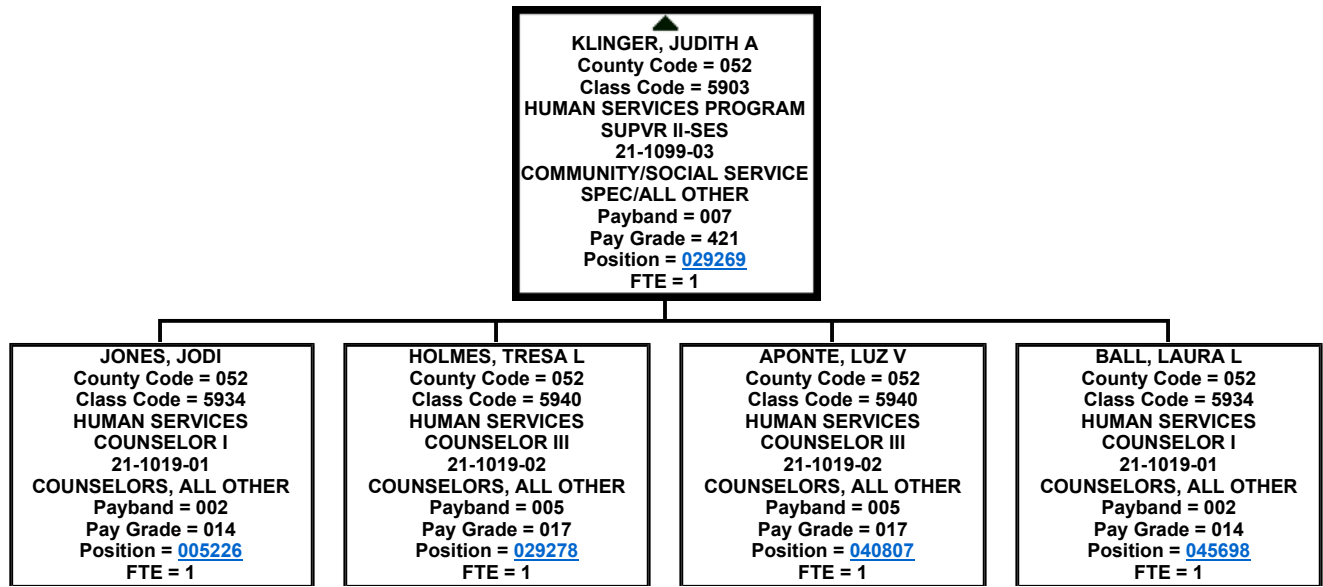 KLINGER, JUDITH A
County Code = 052
Class Code = 5903
HUMAN SERVICES PROGRAM
SUPVR II-SES
21-1099-03
COMMUNITY/SOCIAL SERVICE
SPEC/ALL OTHER
Payband = 007
Pay Grade = 421
Position = 029269
FTE = 1
JONES, JODI
County Code = 052
Class Code = 5934
HUMAN SERVICES
COUNSELOR I
21-1019-01
COUNSELORS, ALL OTHER
Payband = 002
Pay Grade = 014
Position = 005226
FTE = 1
HOLMES, TRESA L
County Code = 052
Class Code = 5940
HUMAN SERVICES
COUNSELOR III
21-1019-02
COUNSELORS, ALL OTHER
Payband = 005
Pay Grade = 017
Position = 029278
FTE = 1
APONTE, LUZ V
County Code = 052
Class Code = 5940
HUMAN SERVICES
COUNSELOR III
21-1019-02
COUNSELORS, ALL OTHER
Payband = 005
Pay Grade = 017
Position = 040807
FTE = 1
BALL, LAURA L
County Code = 052
Class Code = 5934
HUMAN SERVICES
COUNSELOR I
21-1019-01
COUNSELORS, ALL OTHER
Payband = 002
Pay Grade = 014
Position = 045698
FTE = 1